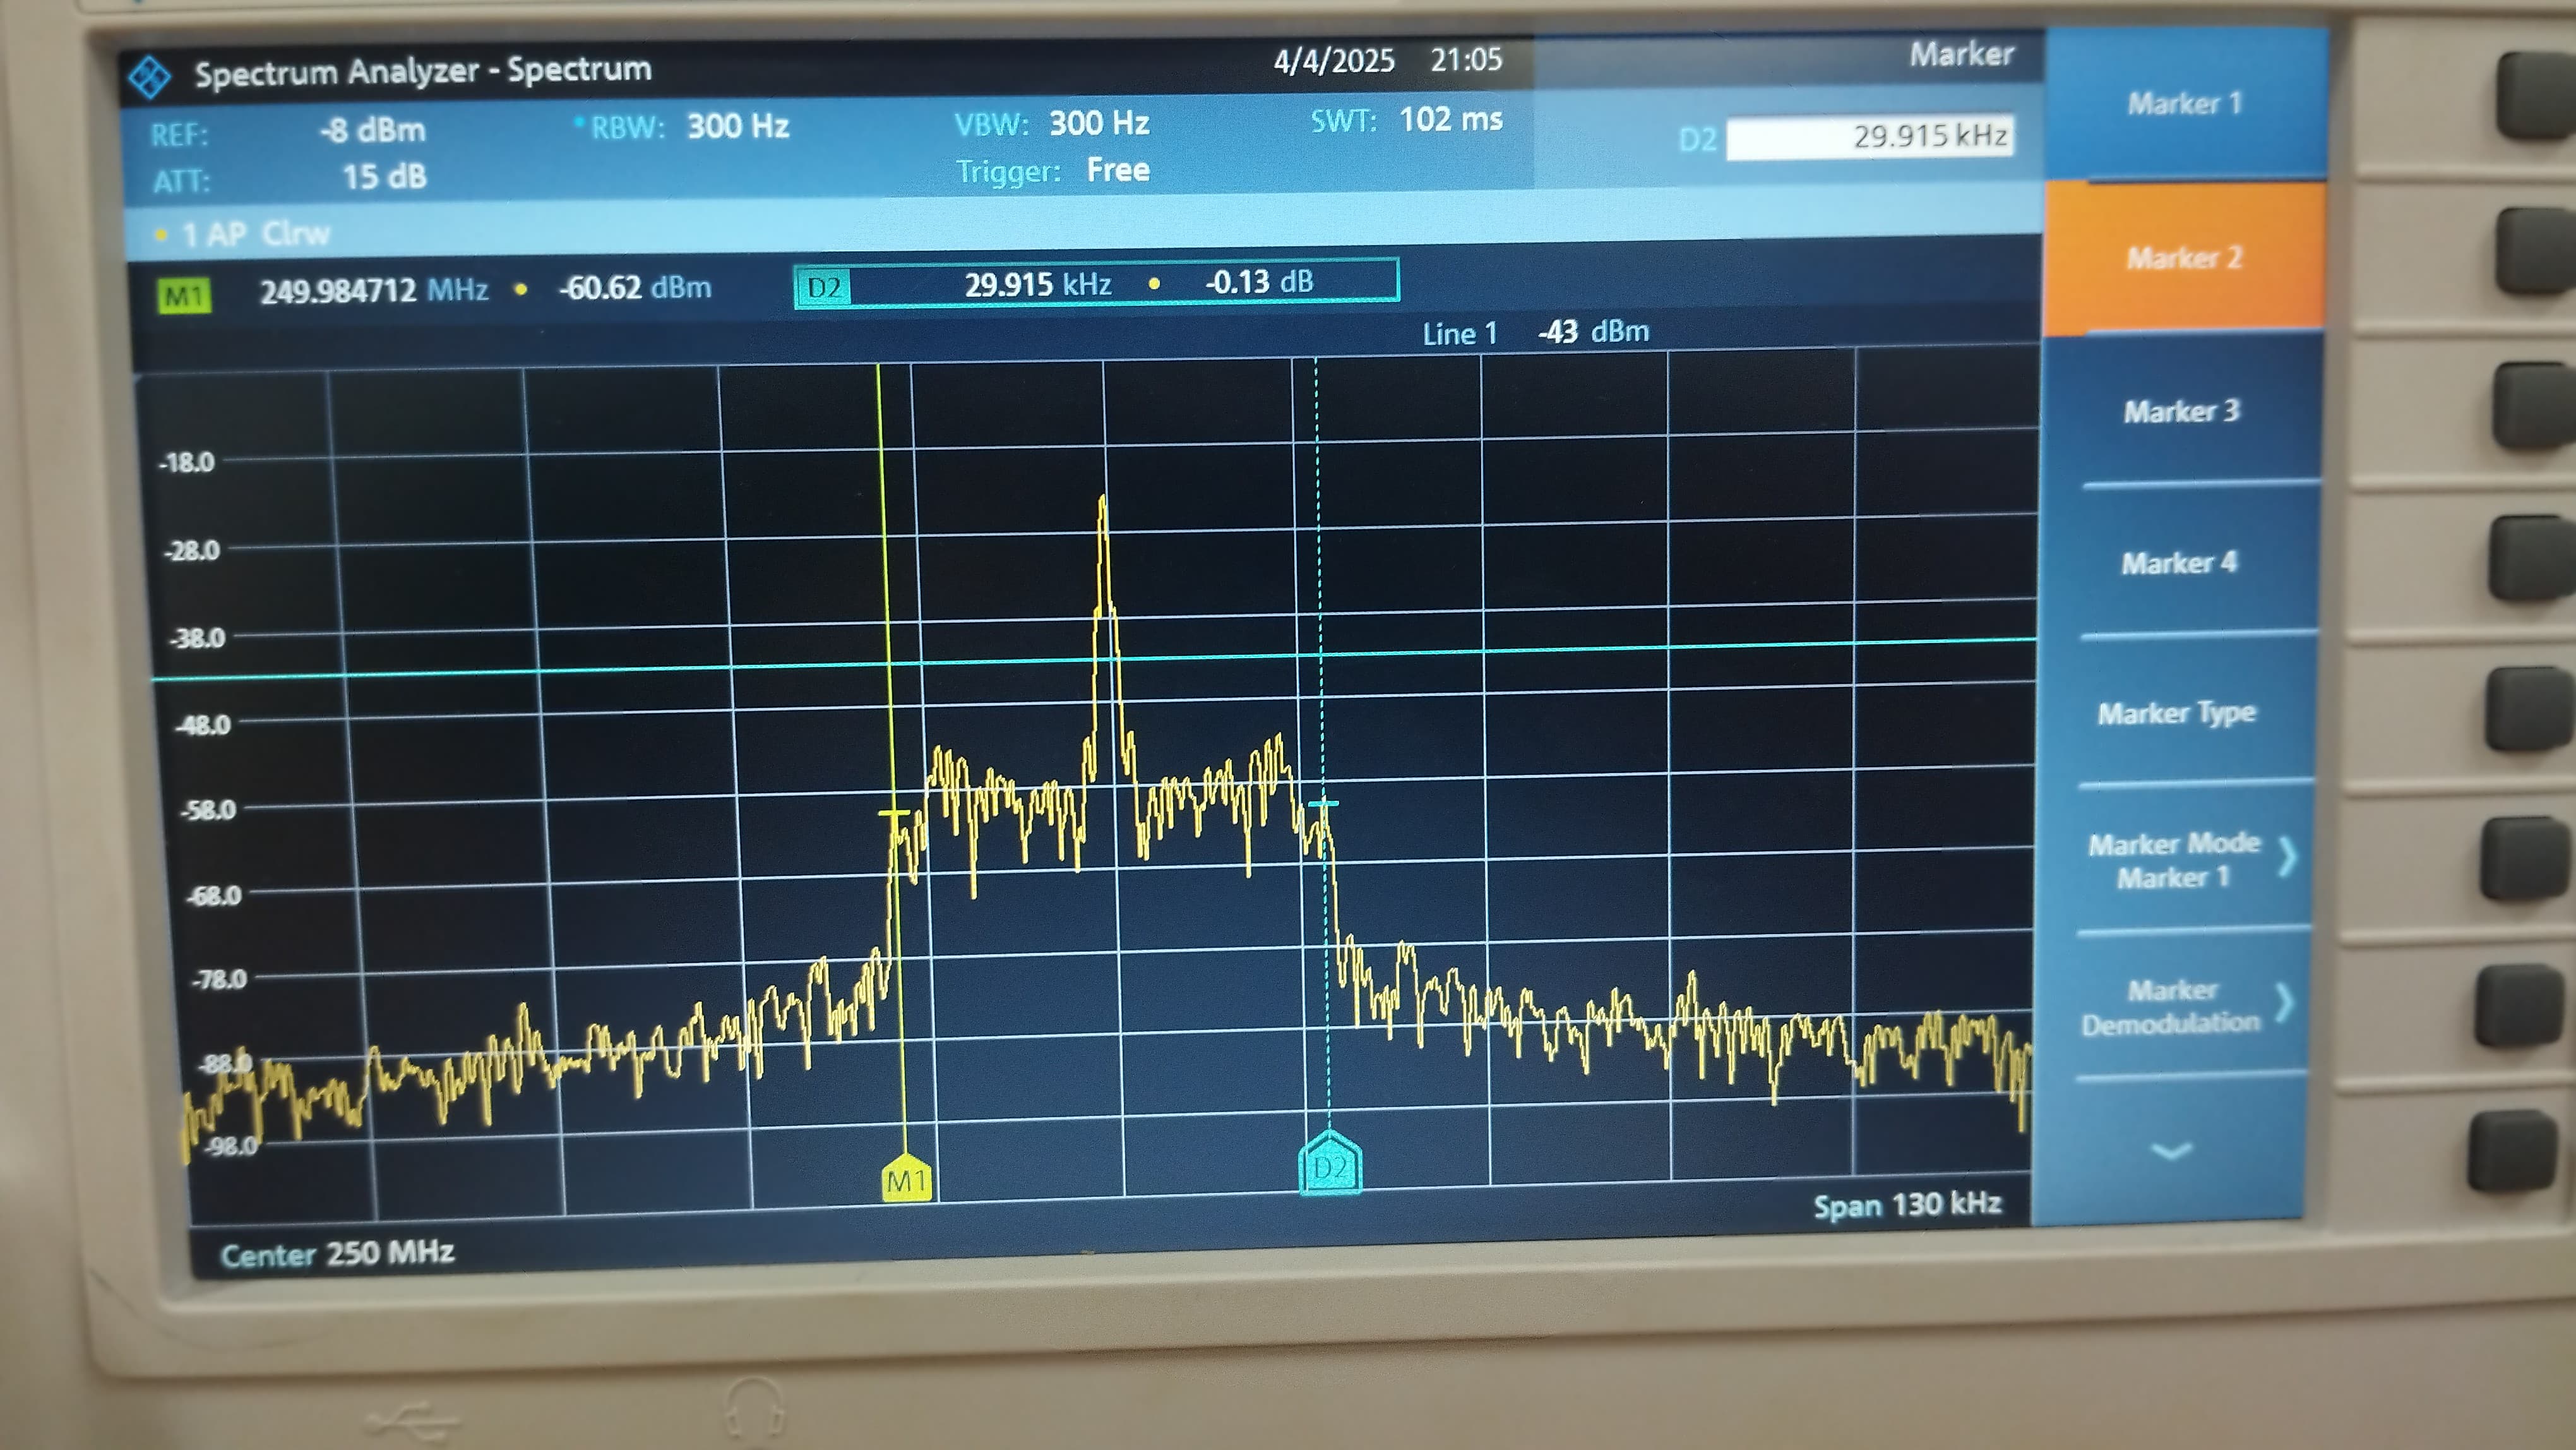 Spectrum Analyzer - Spectrum 4/4/2025 21:05 Marker
REF: -8 dBm RBW: 300 Hz VBW: 300 Hz SWT: 102 ms D2 29.915 kHz
ATT: 15 dB Trigger: Free
1 AP Clrw
M1 249.984712 MHz • -60.62 dBm D2 29.915 kHz • -0.13 dB
Line 1 -43 dBm
-18.0
-28.0
-38.0
-48.0
-58.0
-68.0
-78.0
-88.0
-98.0
M1 D2
Center 250 MHz Span 130 kHz
Marker 1
Marker 2
Marker 3
Marker 4
Marker Type
Marker Mode
Marker 1
Marker
Demodulation